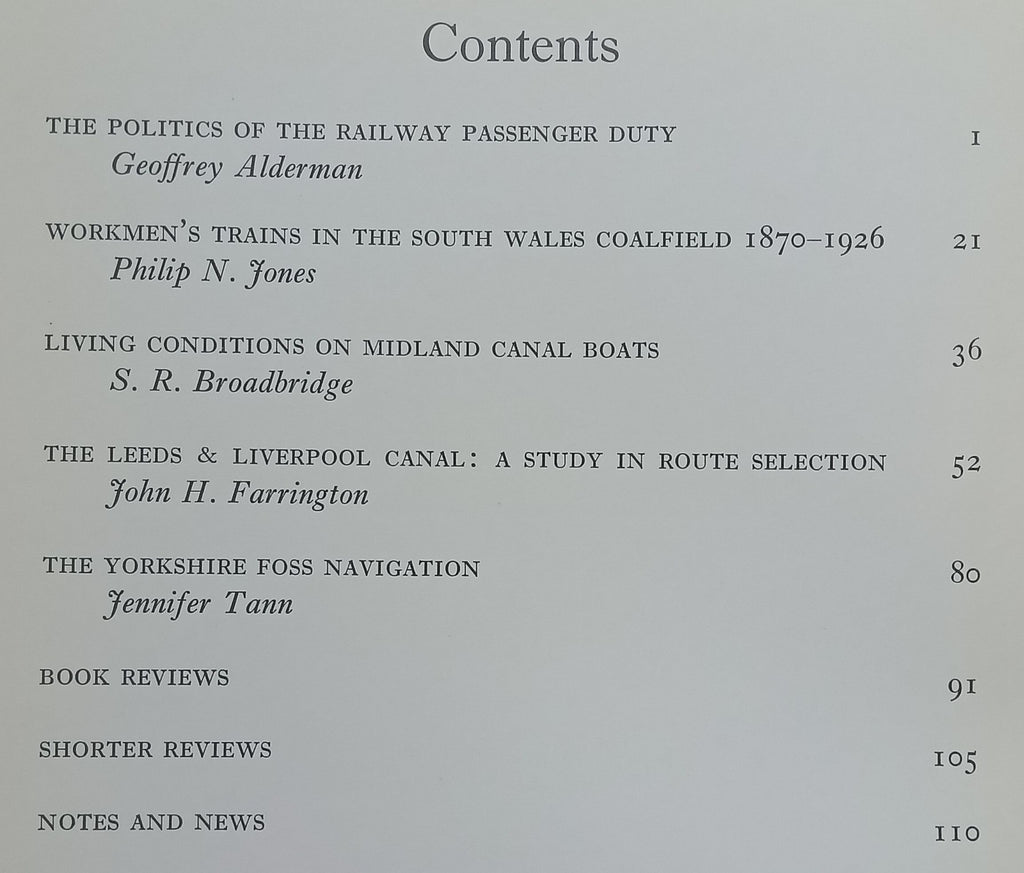 Contents
THE POLITICS OF THE RAILWAY PASSENGER DUTY 1
Geoffrey Alderman
WORKMEN'S TRAINS IN THE SOUTH WALES COALFIELD 1870–1926 21
Philip N. Jones
LIVING CONDITIONS ON MIDLAND CANAL BOATS 36
S. R. Broadbridge
THE LEEDS & LIVERPOOL CANAL: A STUDY IN ROUTE SELECTION 52
John H. Farrington
THE YORKSHIRE FOSS NAVIGATION 80
Jennifer Tann
BOOK REVIEWS 91
SHORTER REVIEWS 105
NOTES AND NEWS 110